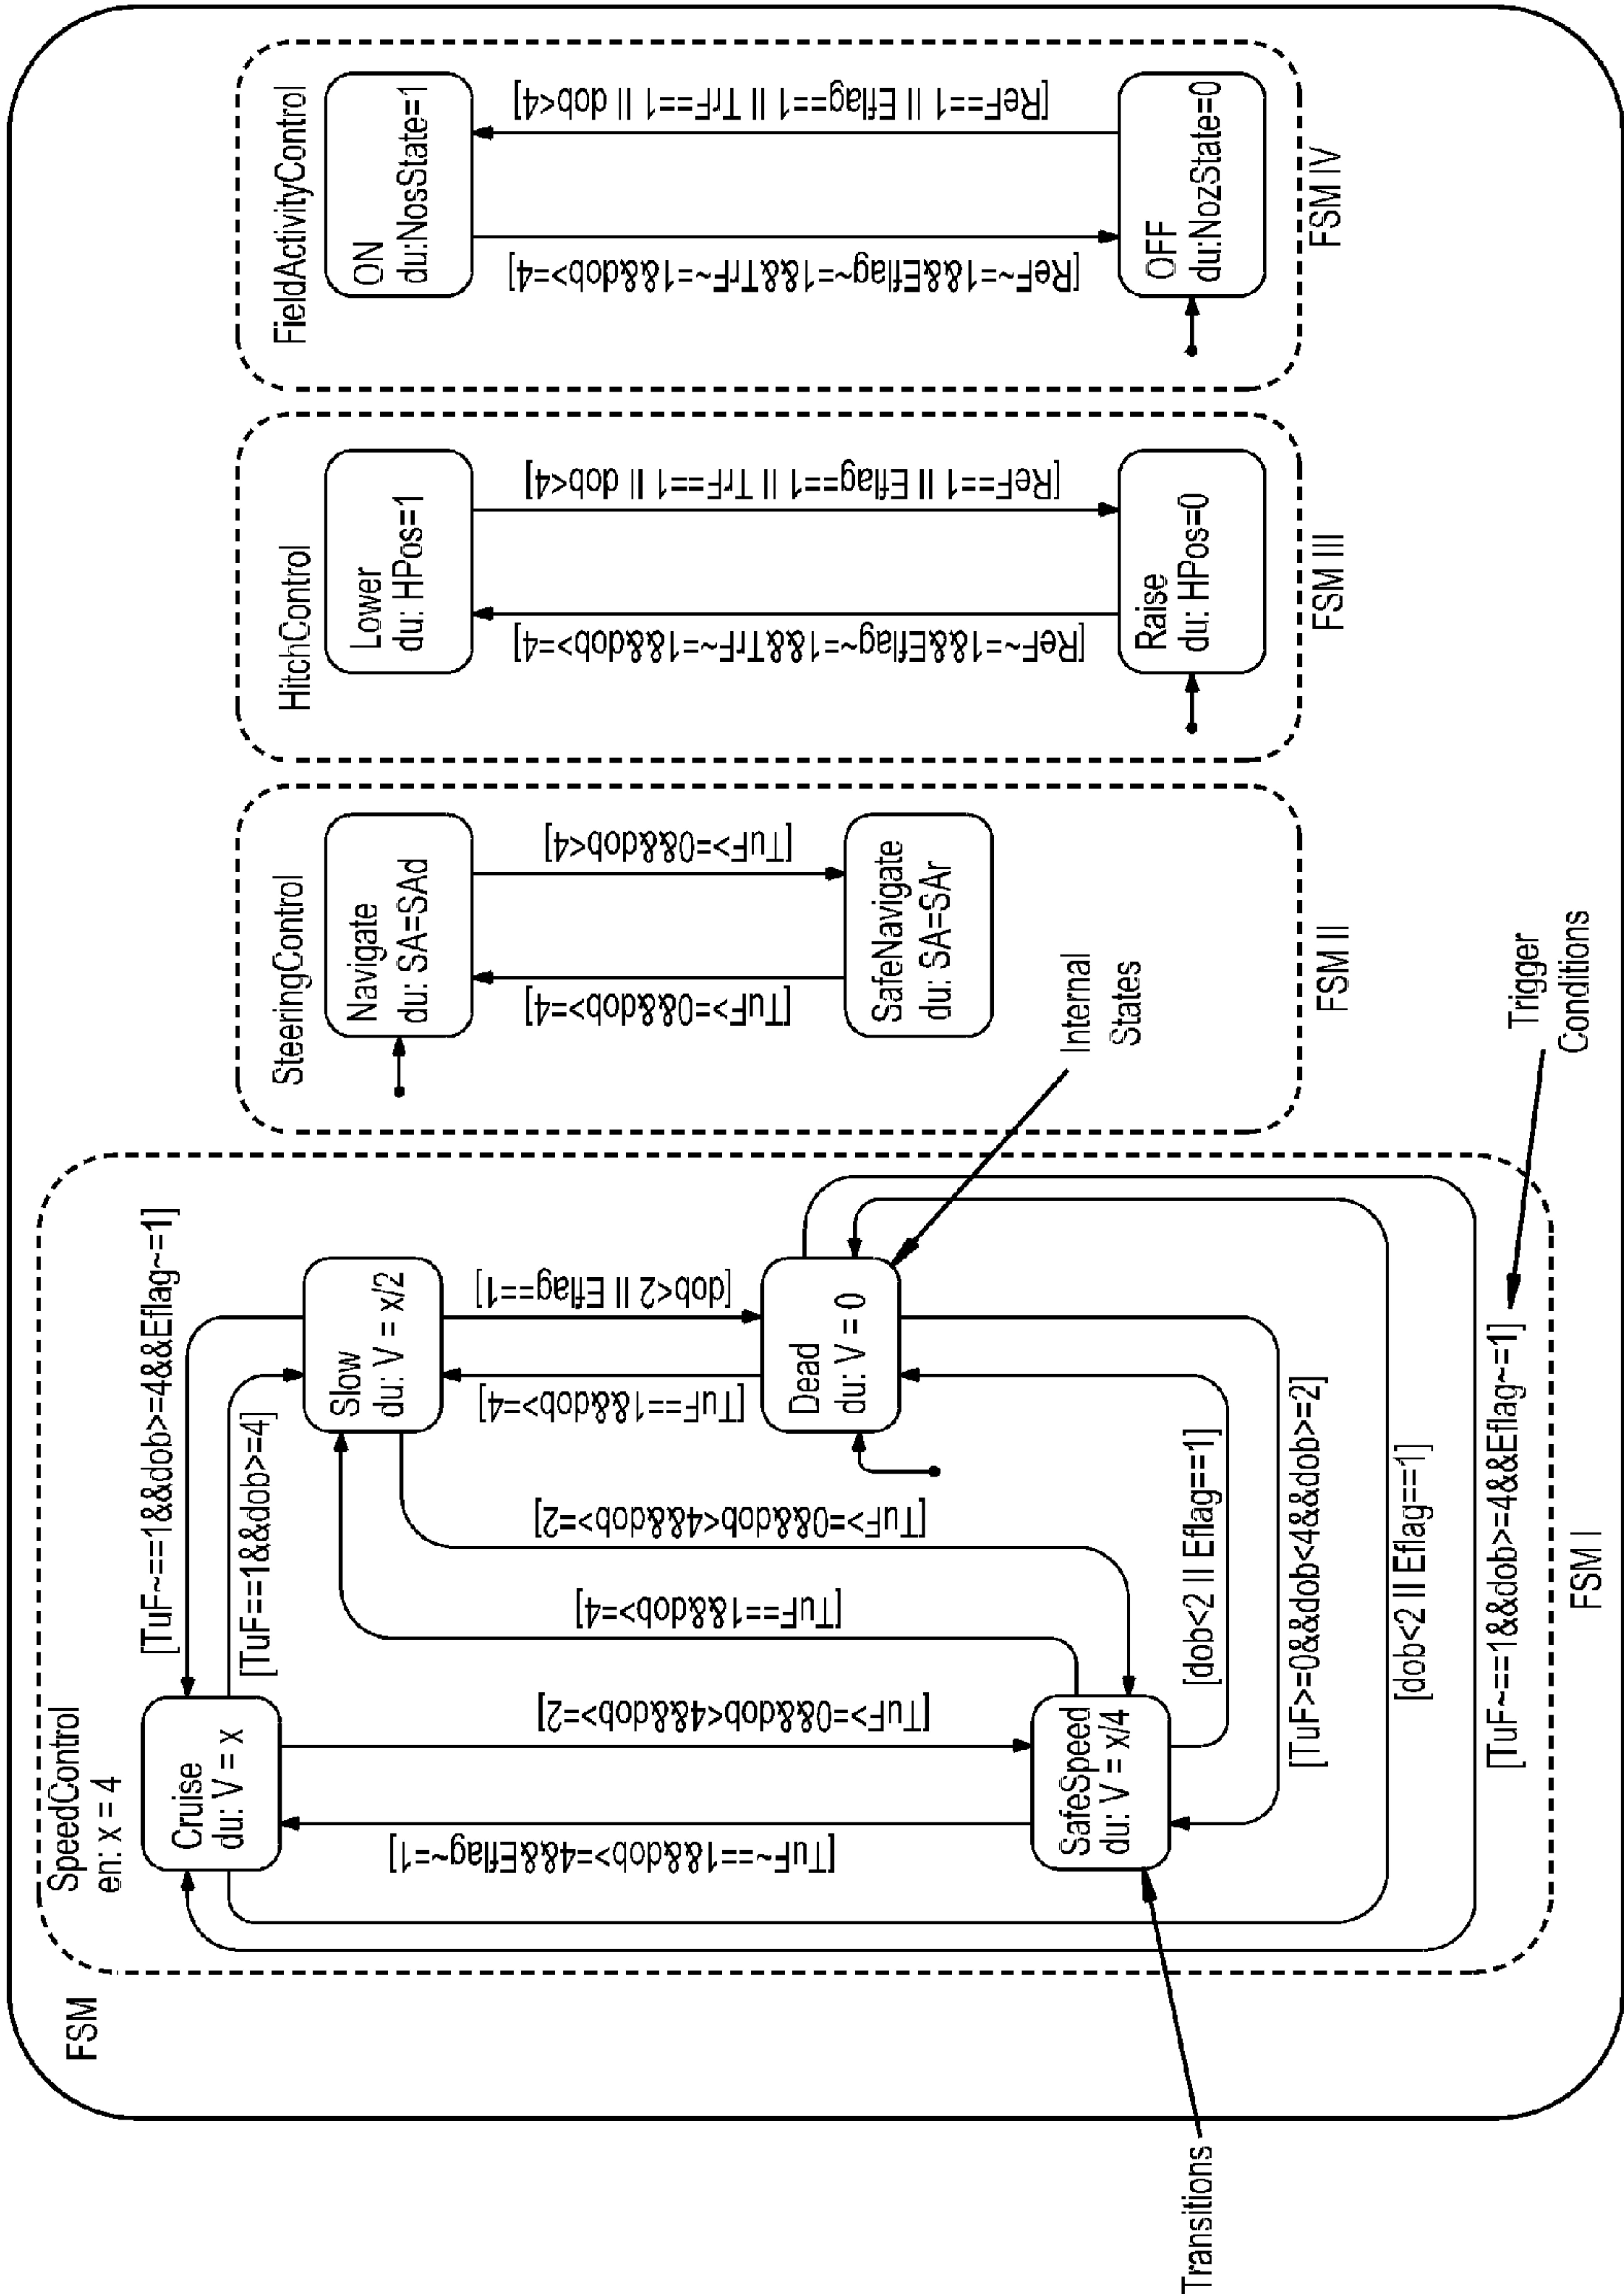 FSM
SpeedControl
en: x = 4
Cruise
du: V = x
[TuF~==1&&dob>=4&&Eflag~=1]
[TuF==1&&dob>=4]
Slow
du: V = x/2
[TuF~==1&&dob>=4&&Eflag~=1]
[TuF>=0&&dob<4&&dob>=2]
[TuF==1&&dob>=4]
[TuF>=0&&dob<4&&dob>=2]
[TuF==1&&dob>=4]
[dob<2 || Eflag==1]
SafeSpeed
du: V = x/4
Dead
du: V = 0
[dob<2 || Eflag==1]
[TuF>=0&&dob<4&&dob>=2]
[dob<2 || Eflag==1]
[TuF~==1&&dob>=4&&Eflag~=1]
FSM I
Transitions
Internal
States
Trigger
Conditions
SteeringControl
Navigate
du: SA=SAd
[TuF>=0&&dob>=4]
[TuF>=0&&dob<4]
SafeNavigate
du: SA=SAr
FSM II
HitchControl
Lower
du: HPos=1
[ReF~=1&&Eflag~=1&&TrF~=1&&dob>=4]
[ReF==1 || Eflag==1 || TrF==1 || dob<4]
Raise
du: HPos=0
FSM III
FieldActivityControl
ON
du:NosState=1
[ReF~=1&&Eflag~=1&&TrF~=1&&dob>=4]
[ReF==1 || Eflag==1 || TrF==1 || dob<4]
OFF
du:NozState=0
FSM IV